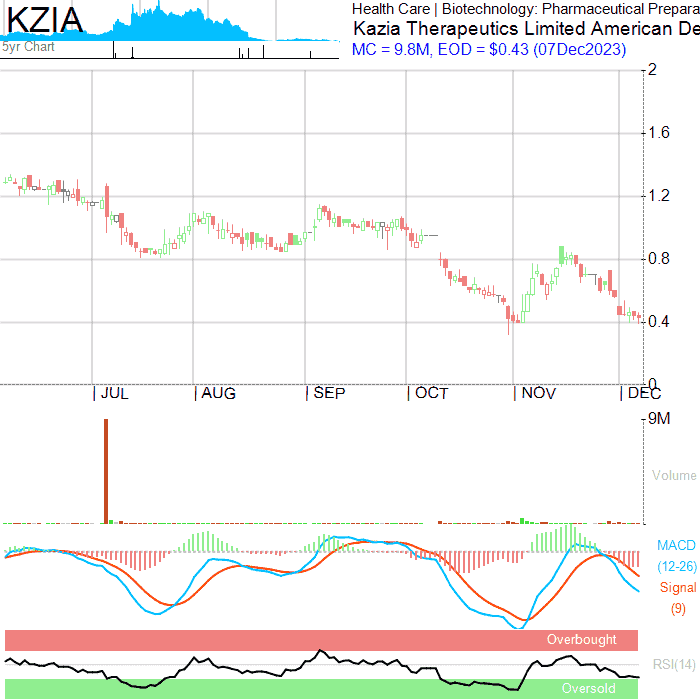 KZIA
5yr Chart
Health Care | Biotechnology: Pharmaceutical Prepara
Kazia Therapeutics Limited American De
MC = 9.8M, EOD = $0.43 (07Dec2023)
2
1.6
1.2
0.8
0.4
0
JUL AUG SEP OCT NOV DEC
9M
Volume
MACD
(12-26)
Signal
(9)
Overbought
RSI(14)
Oversold